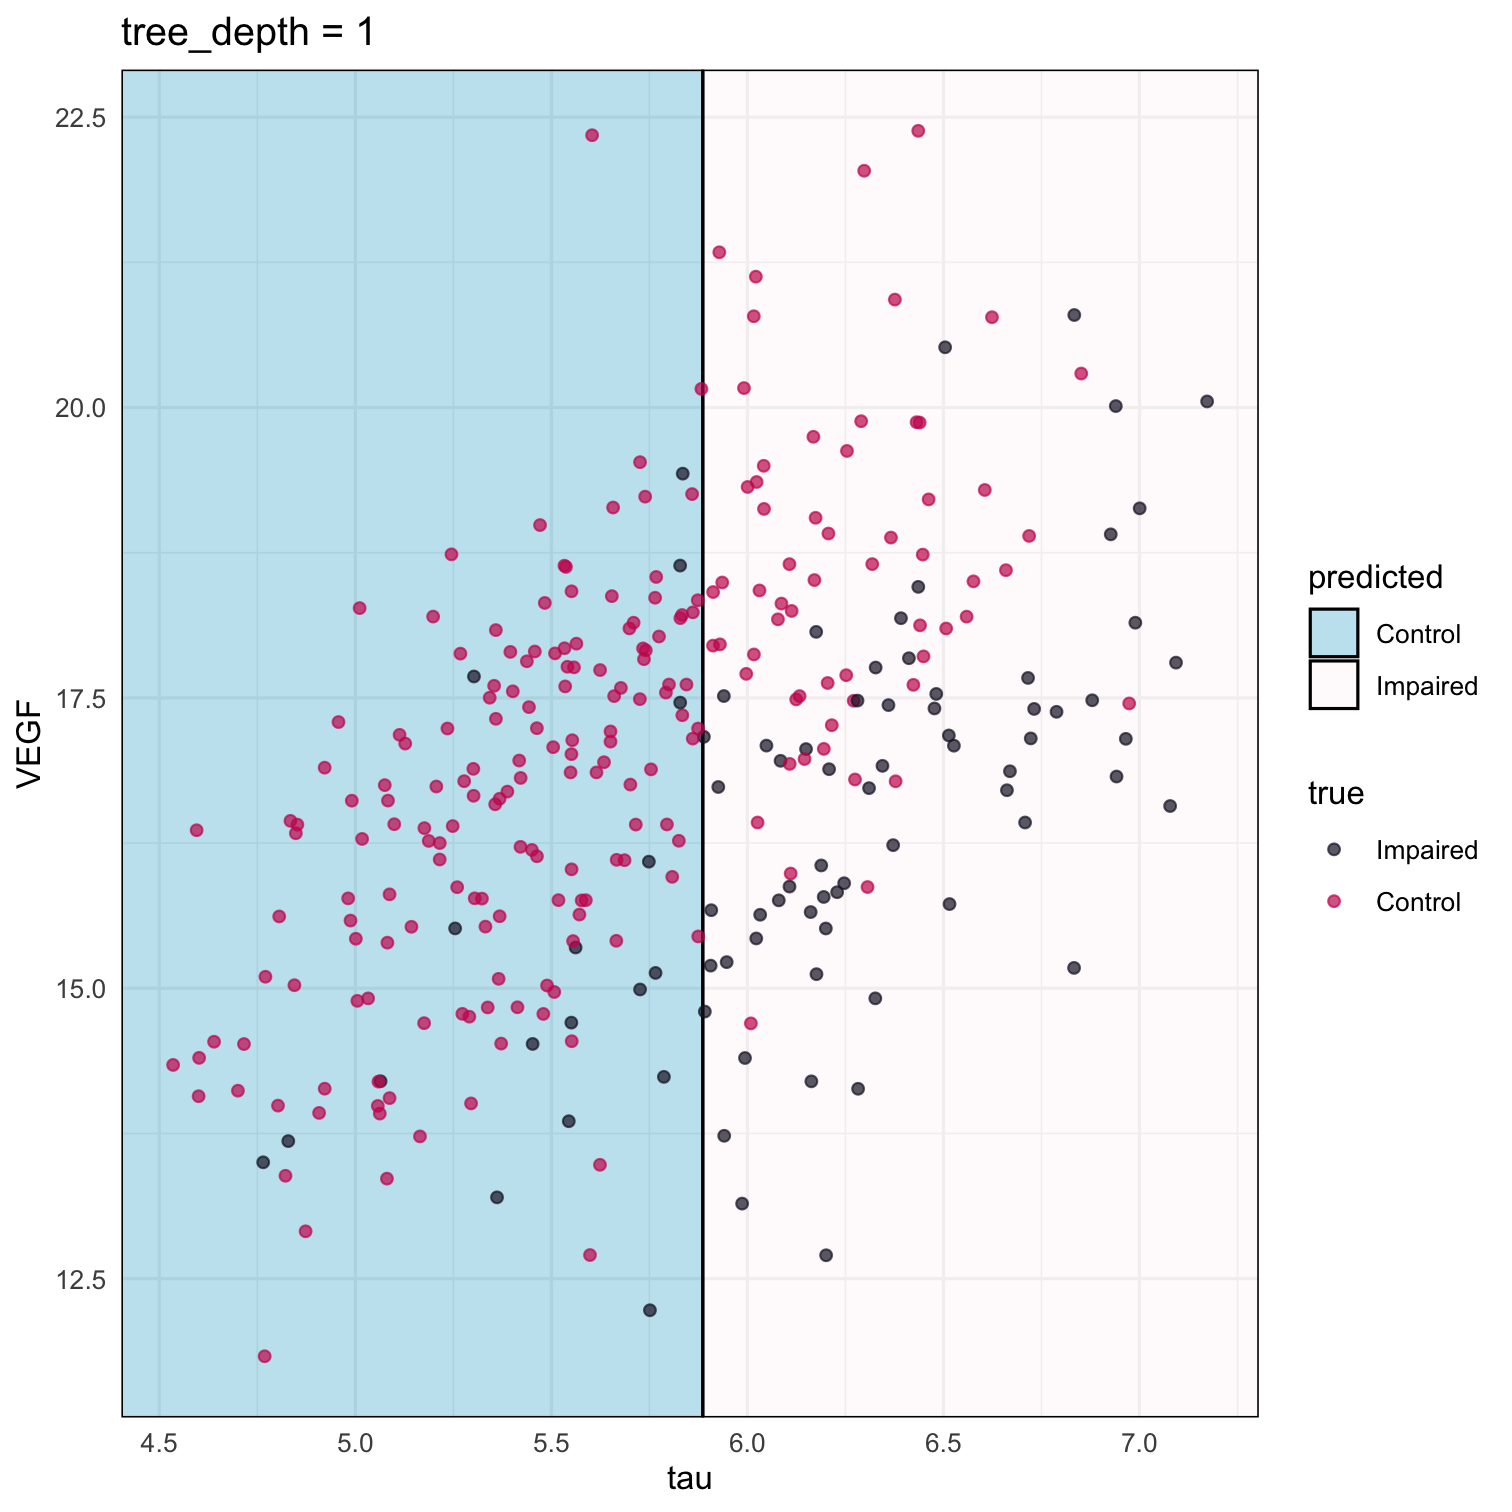 tree_depth = 1
22.5
20.0
17.5
15.0
12.5
VEGF
4.5
5.0
5.5
6.0
6.5
7.0
tau
predicted
Control
Impaired
true
Impaired
Control